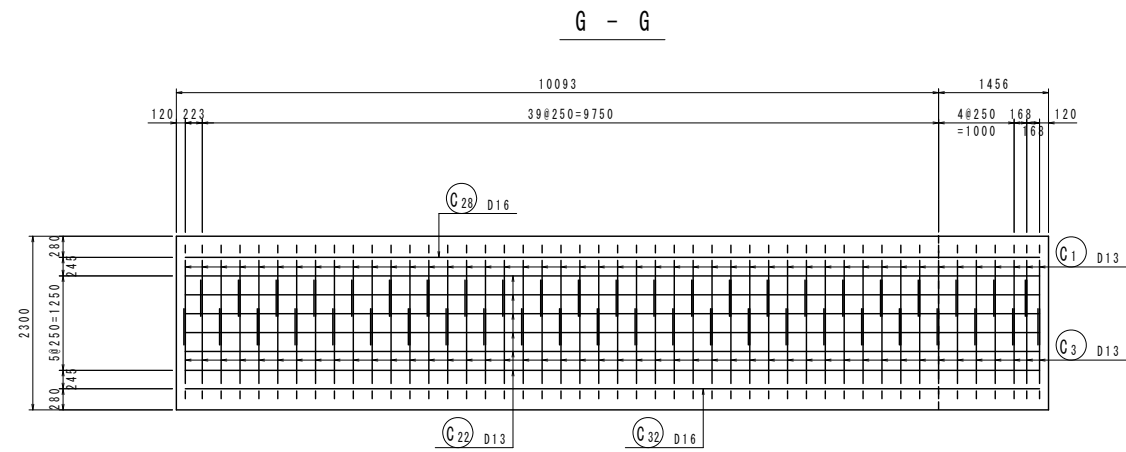 G - G
10093
1456
120
223
39@250=9750
4@250
=1000
168
168
120
C28 D16
280
245
5@250=1250
245
280
2300
C1 D13
C3 D13
C22 D13
C32 D16